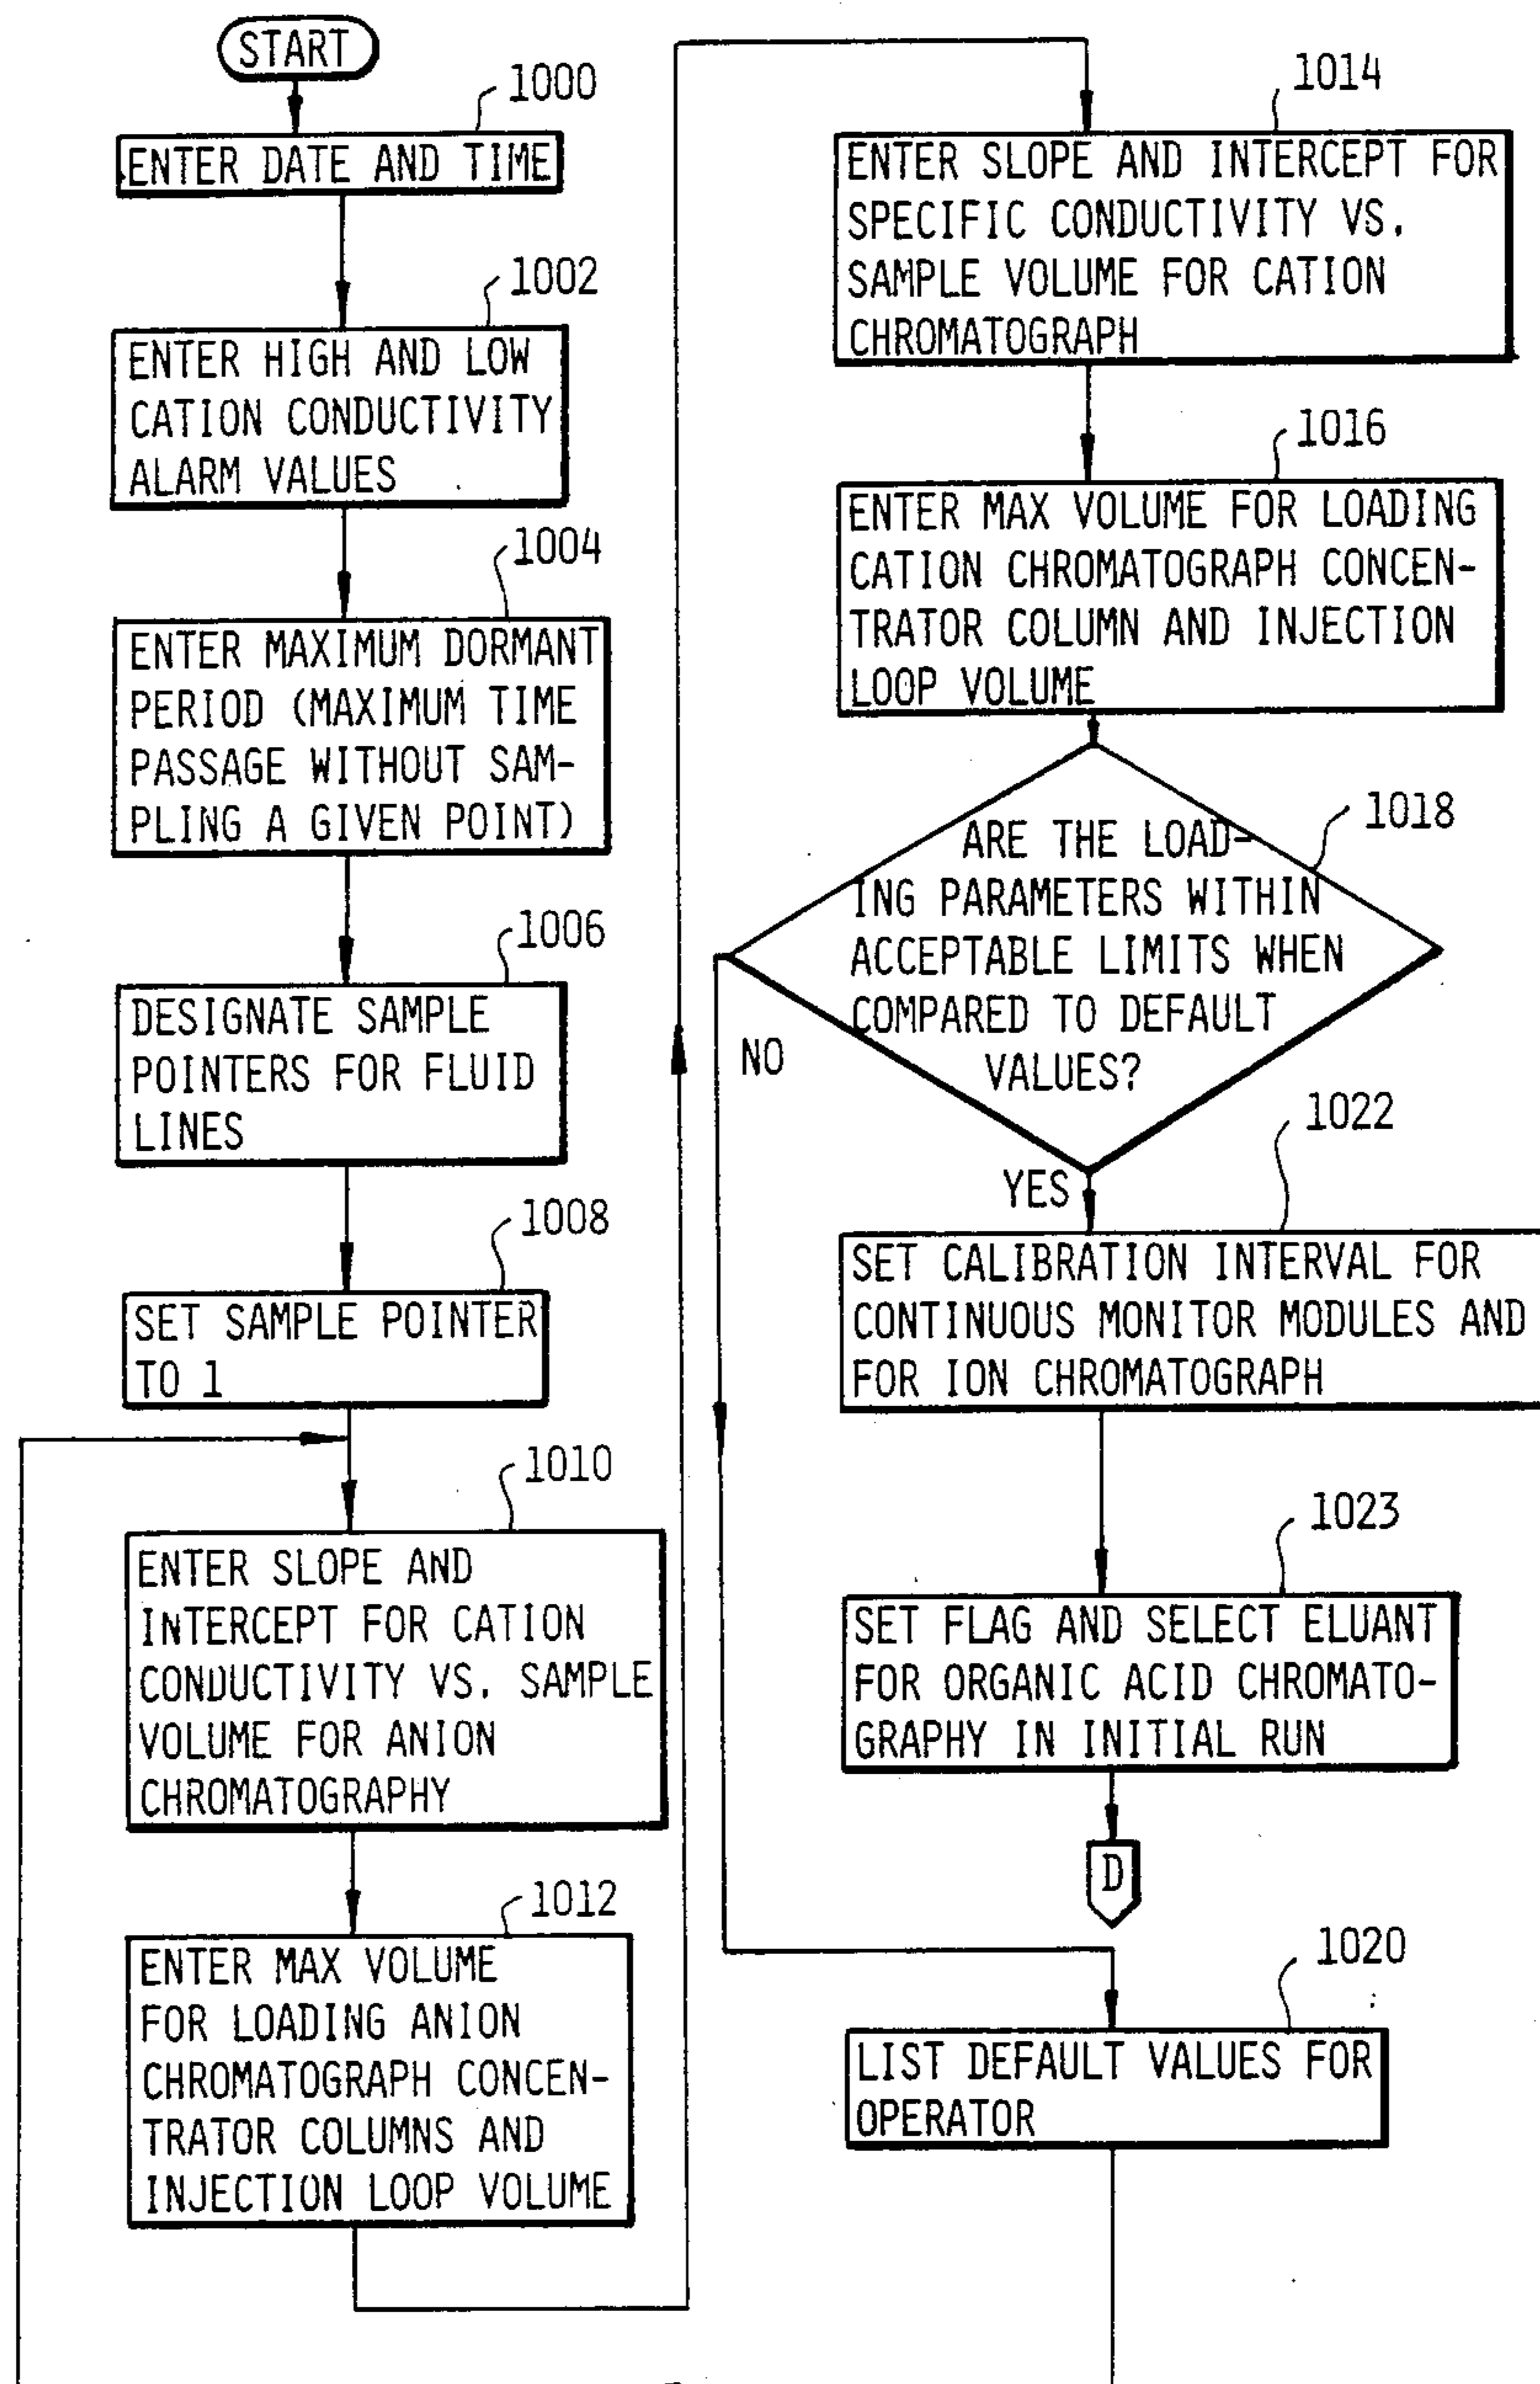 START
1000
ENTER DATE AND TIME
1002
ENTER HIGH AND LOW
CATION CONDUCTIVITY
ALARM VALUES
1004
ENTER MAXIMUM DORMANT
PERIOD (MAXIMUM TIME
PASSAGE WITHOUT SAM-
PLING A GIVEN POINT)
1006
DESIGNATE SAMPLE
POINTERS FOR FLUID
LINES
1008
SET SAMPLE POINTER
TO 1
1010
ENTER SLOPE AND
INTERCEPT FOR CATION
CONDUCTIVITY VS. SAMPLE
VOLUME FOR ANION
CHROMATOGRAPHY
1012
ENTER MAX VOLUME
FOR LOADING ANION
CHROMATOGRAPH CONCEN-
TRATOR COLUMNS AND
INJECTION LOOP VOLUME
1014
ENTER SLOPE AND INTERCEPT FOR
SPECIFIC CONDUCTIVITY VS.
SAMPLE VOLUME FOR CATION
CHROMATOGRAPH
1016
ENTER MAX VOLUME FOR LOADING
CATION CHROMATOGRAPH CONCEN-
TRATOR COLUMN AND INJECTION
LOOP VOLUME
1018
ARE THE LOAD-
ING PARAMETERS WITHIN
ACCEPTABLE LIMITS WHEN
COMPARED TO DEFAULT
VALUES?
NO
YES
1022
SET CALIBRATION INTERVAL FOR
CONTINUOUS MONITOR MODULES AND
FOR ION CHROMATOGRAPH
1023
SET FLAG AND SELECT ELUANT
FOR ORGANIC ACID CHROMATO-
GRAPHY IN INITIAL RUN
D
1020
LIST DEFAULT VALUES FOR
OPERATOR